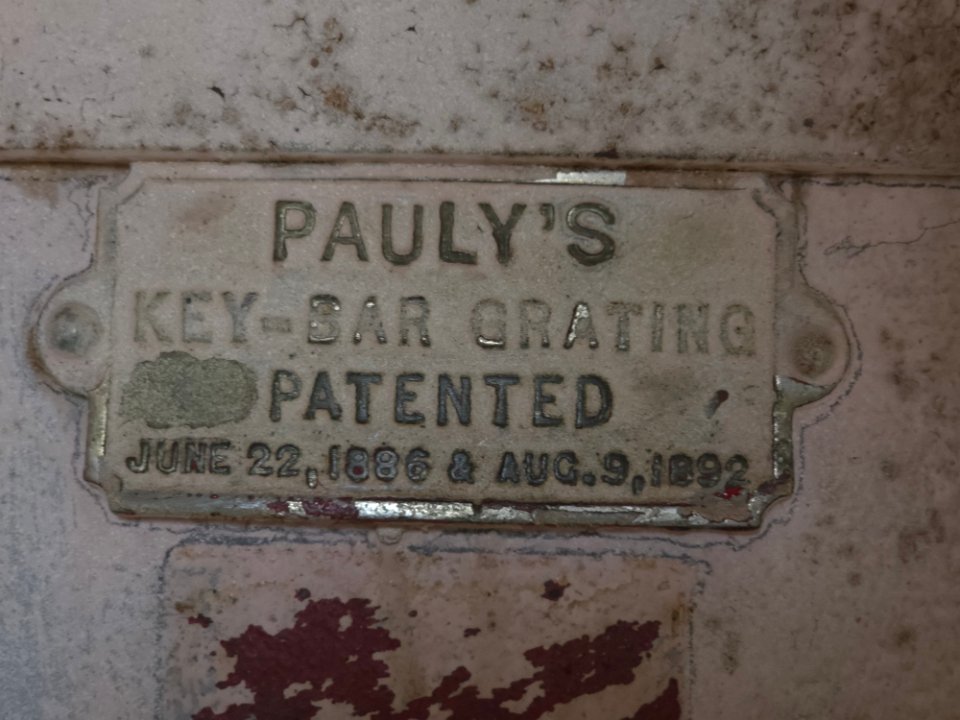 PAULY'S
KEY-BAR GRATING
PATENTED
JUNE 22, 1886 & AUG. 9, 1892